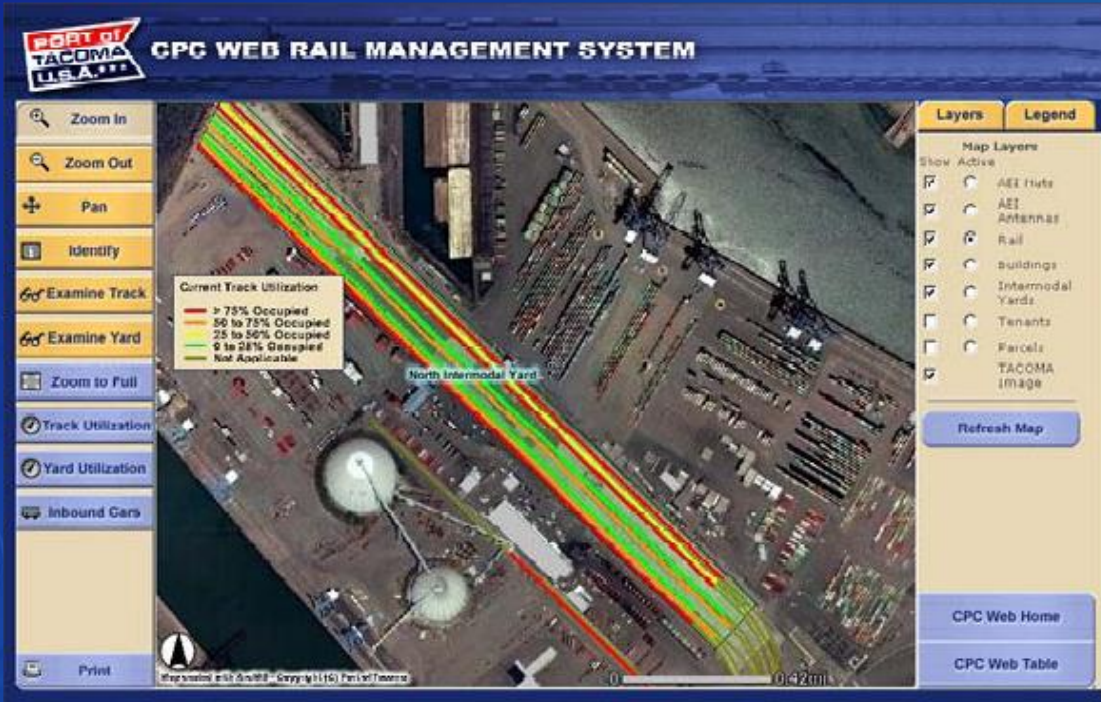 PORT of
TACOMA
U.S.A.
CPC WEB RAIL MANAGEMENT SYSTEM
Zoom In
Zoom Out
Pan
Identify
Examine Track
Examine Yard
Zoom to Full
Track Utilization
Yard Utilization
Inbound Cars
Print
Current Track Utilization
> 75% Occupied
50 to 75% Occupied
25 to 50% Occupied
0 to 25% Occupied
Not Applicable
North Intermodal Yard
0
0.42mi
Layers
Legend
Map Layers
Show Active
AEI Huts
AEI
Antennas
Rail
Buildings
Intermodal
Yards
Tenants
Parcels
TACOMA
Image
Refresh Map
CPC Web Home
CPC Web Table